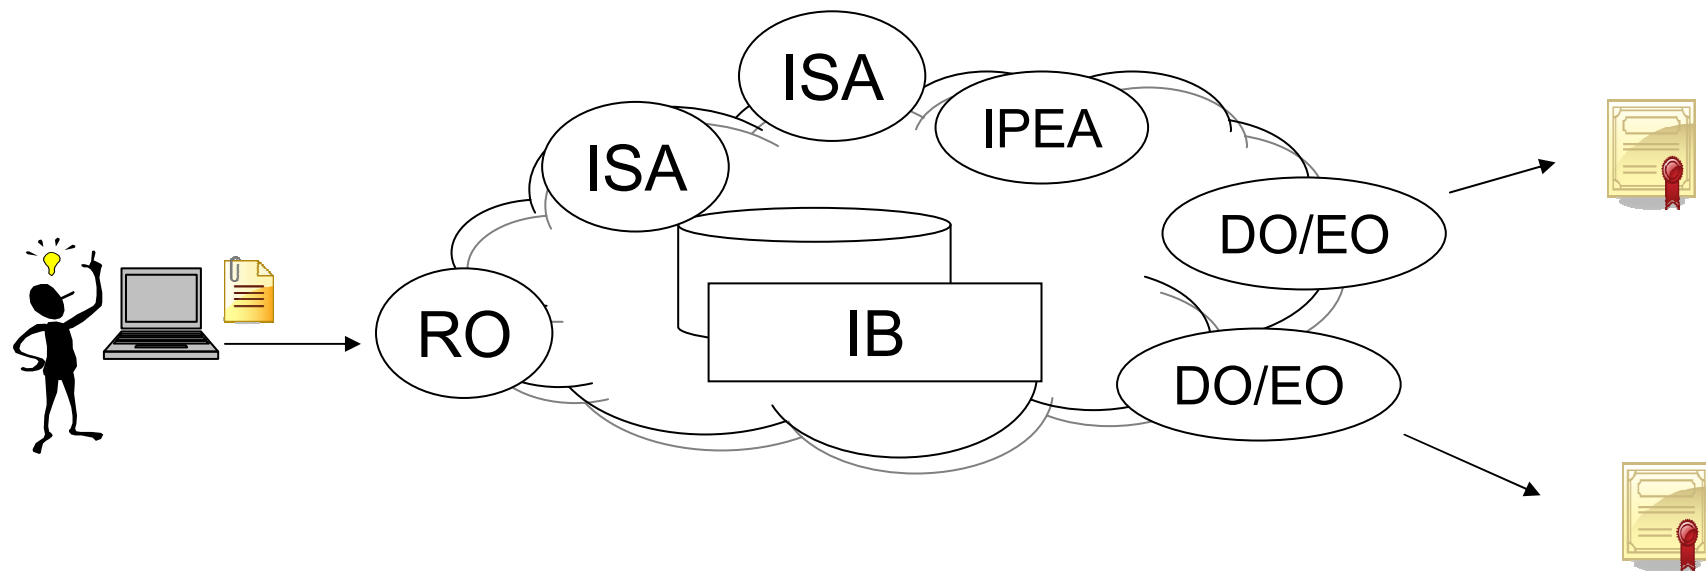 ISA
IPEA
ISA
DO/EO
RO
IB
DO/EO